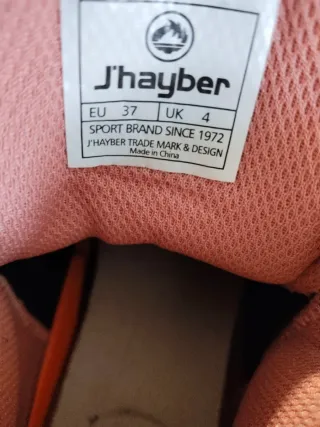 J'hayber
EU 37 UK 4
SPORT BRAND SINCE 1972
J'HAYBER TRADE MARK & DESIGN
Made in China